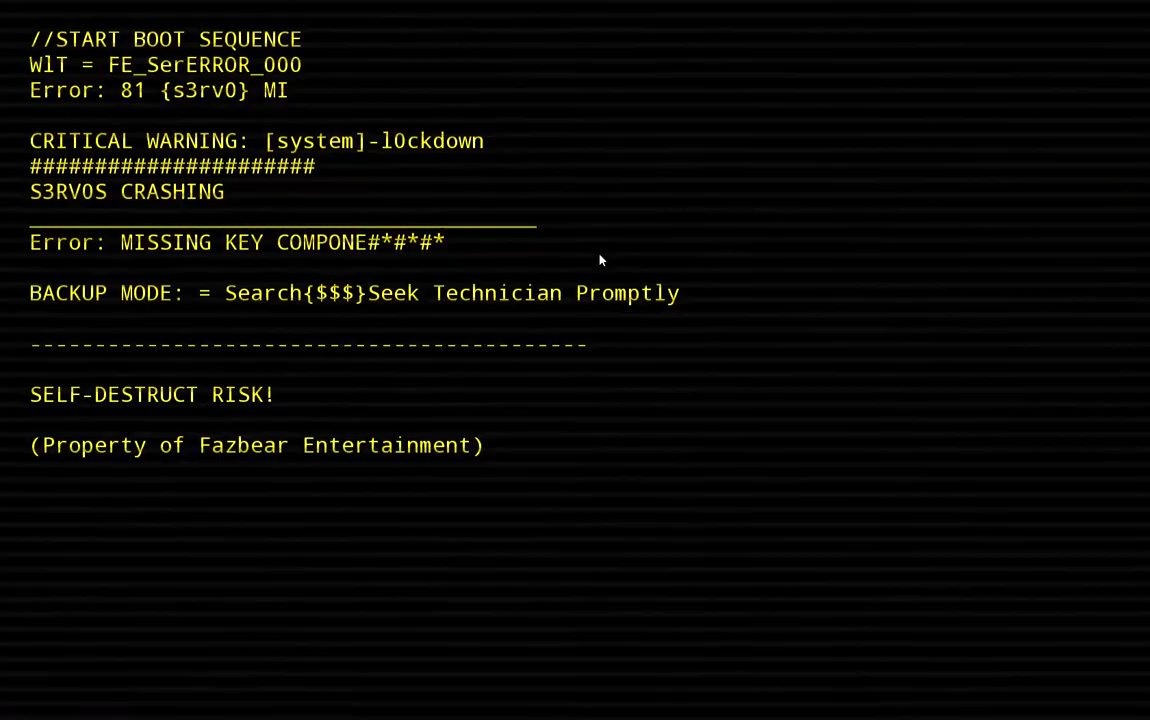 //START BOOT SEQUENCE
WlT = FE_SerERROR_000
Error: 81 {s3rv0} MI
CRITICAL WARNING: [system]-l0ckdown
######################
S3RV0S CRASHING
_______________________________________
Error: MISSING KEY COMPONE#*#*#*
BACKUP MODE: = Search{$$$}Seek Technician Promptly
-------------------------------------------
SELF-DESTRUCT RISK!
(Property of Fazbear Entertainment)